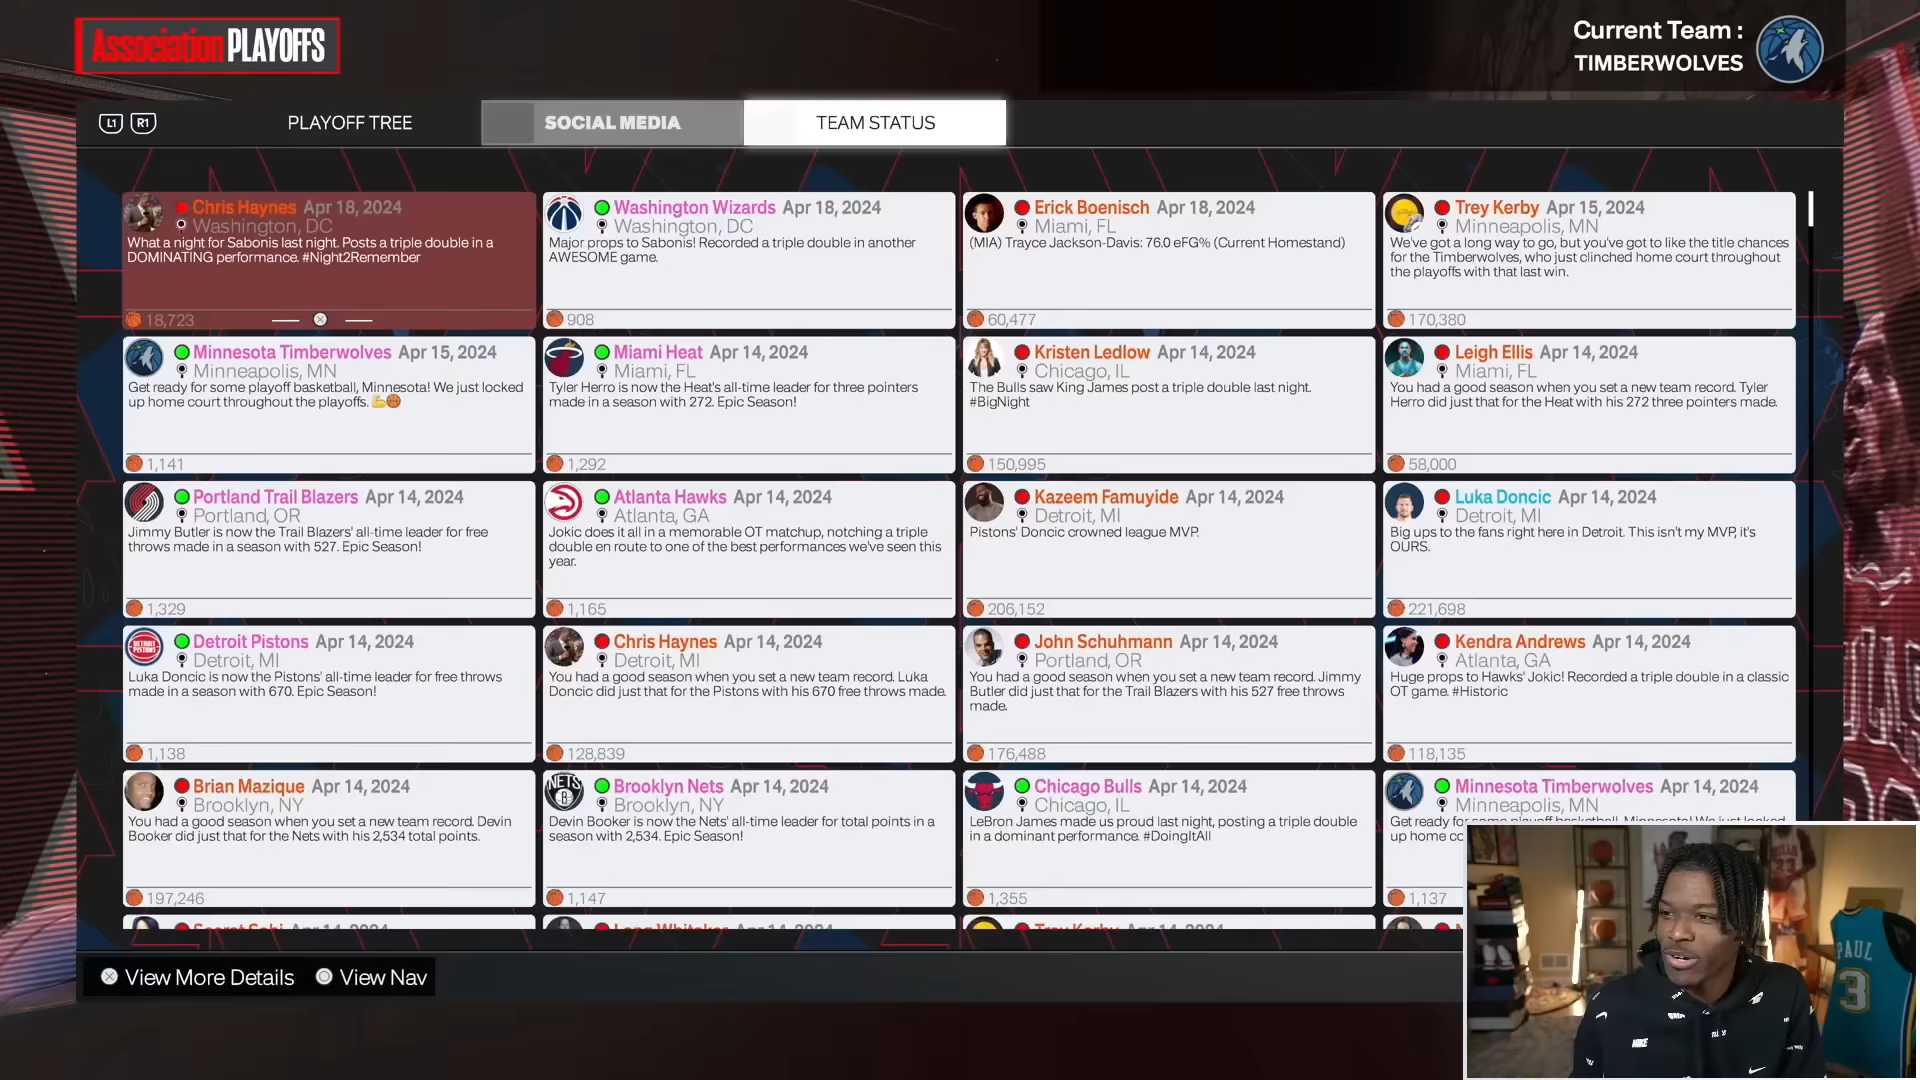 Association PLAYOFFS
Current Team :
TIMBERWOLVES
L1 R1
PLAYOFF TREE
SOCIAL MEDIA
TEAM STATUS
Chris Haynes Apr 18, 2024
Washington, DC
What a night for Sabonis last night. Posts a triple double in a
DOMINATING performance. #Night2Remember
18,723
Washington Wizards Apr 18, 2024
Washington, DC
Major props to Sabonis! Recorded a triple double in another
AWESOME game.
908
Erick Boenisch Apr 18, 2024
Miami, FL
(MIA) Trayce Jackson-Davis: 76.0 eFG% (Current Homestand)
60,477
Trey Kerby Apr 15, 2024
Minneapolis, MN
We've got a long way to go, but you've got to like the title chances
for the Timberwolves, who just clinched home court throughout
the playoffs with that last win.
170,380
Minnesota Timberwolves Apr 15, 2024
Minneapolis, MN
Get ready for some playoff basketball, Minnesota! We just locked
up home court throughout the playoffs. 💪🏀
1,141
Miami Heat Apr 14, 2024
Miami, FL
Tyler Herro is now the Heat's all-time leader for three pointers
made in a season with 272. Epic Season!
1,292
Kristen Ledlow Apr 14, 2024
Chicago, IL
The Bulls saw King James post a triple double last night.
#BigNight
150,995
Leigh Ellis Apr 14, 2024
Miami, FL
You had a good season when you set a new team record. Tyler
Herro did just that for the Heat with his 272 three pointers made.
58,000
Portland Trail Blazers Apr 14, 2024
Portland, OR
Jimmy Butler is now the Trail Blazers' all-time leader for free
throws made in a season with 527. Epic Season!
1,329
Atlanta Hawks Apr 14, 2024
Atlanta, GA
Jokic does it all in a memorable OT matchup, notching a triple
double en route to one of the best performances we've seen this
year.
1,165
Kazeem Famuyide Apr 14, 2024
Detroit, MI
Pistons' Doncic crowned league MVP.
206,152
Luka Doncic Apr 14, 2024
Detroit, MI
Big ups to the fans right here in Detroit. This isn't my MVP, it's
OURS.
221,698
DETROIT PISTONS
Detroit Pistons Apr 14, 2024
Detroit, MI
Luka Doncic is now the Pistons' all-time leader for free throws
made in a season with 670. Epic Season!
1,138
Chris Haynes Apr 14, 2024
Detroit, MI
You had a good season when you set a new team record. Luka
Doncic did just that for the Pistons with his 670 free throws made.
128,839
John Schuhmann Apr 14, 2024
Portland, OR
You had a good season when you set a new team record. Jimmy
Butler did just that for the Trail Blazers with his 527 free throws
made.
176,488
Kendra Andrews Apr 14, 2024
Atlanta, GA
Huge props to Hawks' Jokic! Recorded a triple double in a classic
OT game. #Historic
118,135
Brian Mazique Apr 14, 2024
Brooklyn, NY
You had a good season when you set a new team record. Devin
Booker did just that for the Nets with his 2,534 total points.
197,246
NETS
B
Brooklyn Nets Apr 14, 2024
Brooklyn, NY
Devin Booker is now the Nets' all-time leader for total points in a
season with 2,534. Epic Season!
1,147
Chicago Bulls Apr 14, 2024
Chicago, IL
LeBron James made us proud last night, posting a triple double
in a dominant performance. #DoingItAll
1,355
Minnesota Timberwolves Apr 14, 2024
Minneapolis, MN
Get ready for some playoff basketball, Minnesota! We just locked
up home
1,137
Trey Kerby Apr 14, 2024
View More Details
View Nav
PAUL
3
NIKE